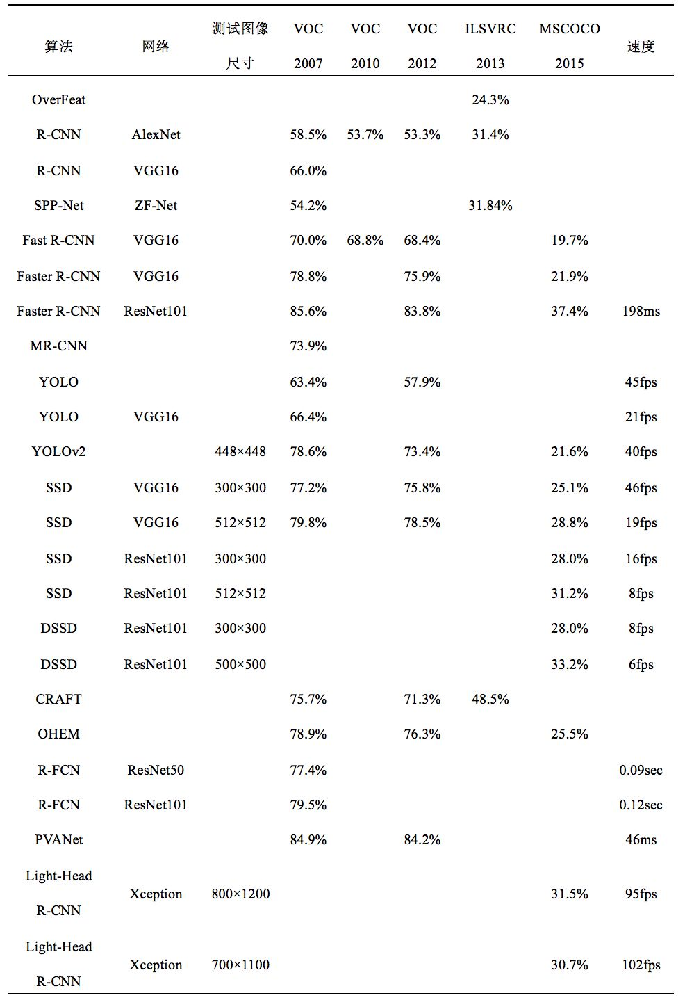 算法 网络 测试图像 尺寸 VOC 2007 VOC 2010 VOC 2012 ILSVRC 2013 MSCOCO 2015 速度
OverFeat 24.3%
R-CNN AlexNet 58.5% 53.7% 53.3% 31.4%
R-CNN VGG16 66.0%
SPP-Net ZF-Net 54.2% 31.84%
Fast R-CNN VGG16 70.0% 68.8% 68.4% 19.7%
Faster R-CNN VGG16 78.8% 75.9% 21.9%
Faster R-CNN ResNet101 85.6% 83.8% 37.4% 198ms
MR-CNN 73.9%
YOLO 63.4% 57.9% 45fps
YOLO VGG16 66.4% 21fps
YOLOv2 448×448 78.6% 73.4% 21.6% 40fps
SSD VGG16 300×300 77.2% 75.8% 25.1% 46fps
SSD VGG16 512×512 79.8% 78.5% 28.8% 19fps
SSD ResNet101 300×300 28.0% 16fps
SSD ResNet101 512×512 31.2% 8fps
DSSD ResNet101 300×300 28.0% 8fps
DSSD ResNet101 500×500 33.2% 6fps
CRAFT 75.7% 71.3% 48.5%
OHEM 78.9% 76.3% 25.5%
R-FCN ResNet50 77.4% 0.09sec
R-FCN ResNet101 79.5% 0.12sec
PVANet 84.9% 84.2% 46ms
Light-Head R-CNN Xception 800×1200 31.5% 95fps
Light-Head R-CNN Xception 700×1100 30.7% 102fps